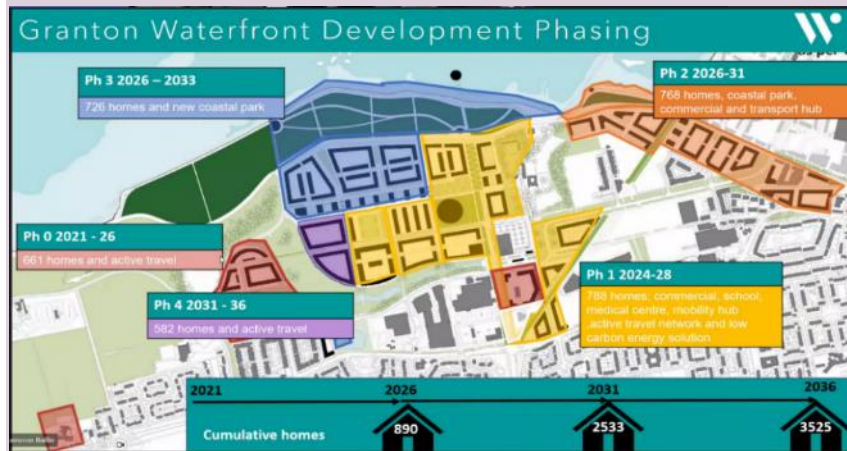 Granton Waterfront Development Phasing
as per
Ph 3 2026 – 2033
726 homes and new coastal park
Ph 2 2026-31
768 homes, coastal park,
commercial and transport hub
Ph 0 2021 - 26
661 homes and active travel
Ph 4 2031 - 36
582 homes and active travel
Ph 1 2024-28
788 homes; commercial, school,
medical centre, mobility hub
,active travel network and low
carbon energy solution
2021
2026
2031
2036
Cumulative homes
890
2533
3525